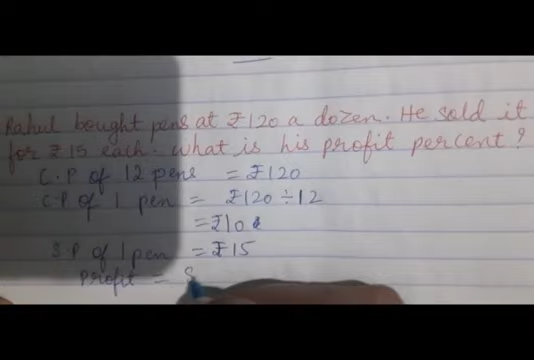 Rahul bought pens at ₹120 a dozen. He sold it
for ₹15 each. What is his profit percent?
C.P of 12 pens = ₹120
C.P of 1 pen = ₹120 ÷ 12
= ₹10
S.P of 1 pen = ₹15
Profit = S